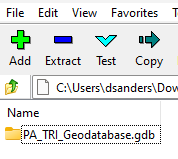 File Edit View Favorites
Add Extract Test Copy
C:\Users\dsanders\Dow
Name
PA_TRI_Geodatabase.gdb